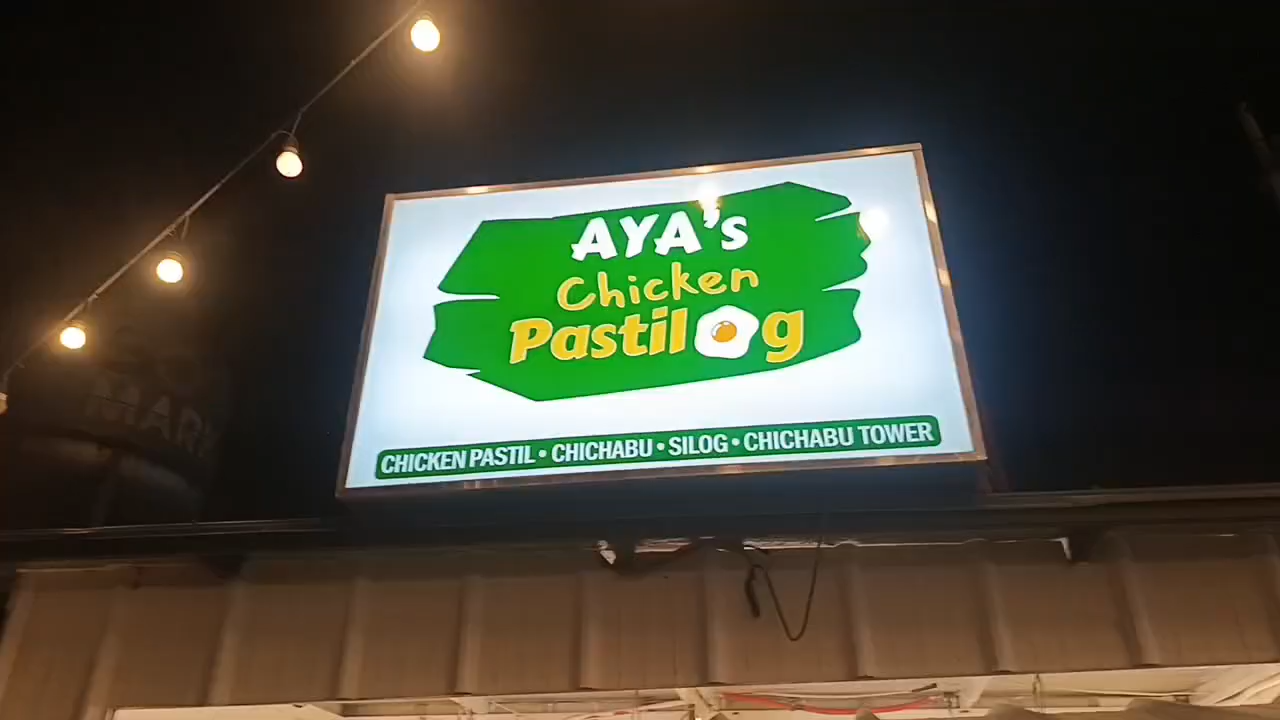 AYA's
Chicken
Pastilog
CHICKEN PASTIL • CHICHABU • SILOG • CHICHABU TOWER